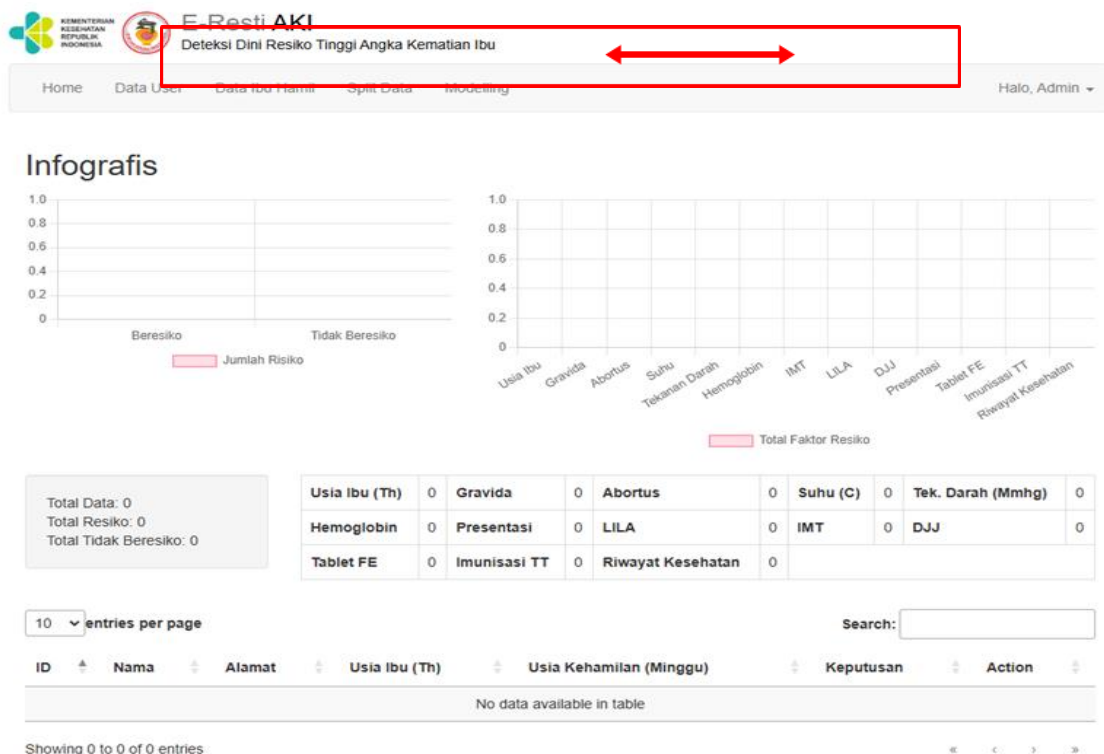 KEMENTERIAN
KESEHATAN
REPUBLIK
INDONESIA
E-Resti AKI
Deteksi Dini Resiko Tinggi Angka Kematian Ibu
Home Data User Data Ibu Hamil Split Data Modelling Halo, Admin
Infografis
1.0
0.8
0.6
0.4
0.2
0
Beresiko Tidak Beresiko
Jumlah Risiko
1.0
0.8
0.6
0.4
0.2
0
Usia Ibu Gravida Abortus Suhu Tekanan Darah Hemoglobin IMT LILA DJJ Presentasi Tablet FE Imunisasi TT Riwayat Kesehatan
Total Faktor Resiko
Total Data: 0
Total Resiko: 0
Total Tidak Beresiko: 0
Usia Ibu (Th) 0 Gravida 0 Abortus 0 Suhu (C) 0 Tek. Darah (Mmhg) 0
Hemoglobin 0 Presentasi 0 LILA 0 IMT 0 DJJ 0
Tablet FE 0 Imunisasi TT 0 Riwayat Kesehatan 0
10 entries per page Search:
ID Nama Alamat Usia Ibu (Th) Usia Kehamilan (Minggu) Keputusan Action
No data available in table
Showing 0 to 0 of 0 entries « ‹ › »